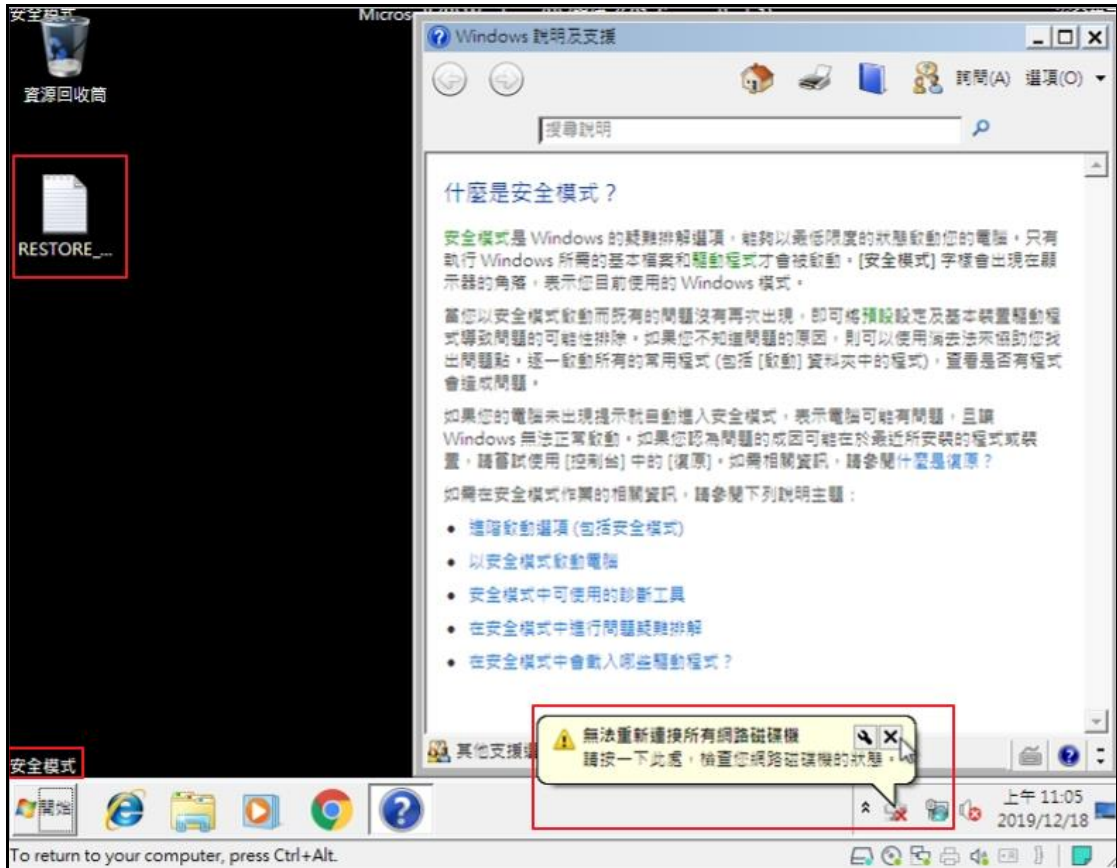 安全模式
Micros
資源回收筒
RESTORE_...
Windows 說明及支援
詢問(A) 選項(O)
搜尋說明
什麼是安全模式？
安全模式是 Windows 的疑難排解選項，能夠以最低限度的狀態啟動您的電腦。只有
執行 Windows 所需的基本檔案和驅動程式才會被啟動。[安全模式] 字樣會出現在顯
示器的角落，表示您目前使用的 Windows 模式。
當您以安全模式啟動而既有的問題沒有再次出現，即可將預設設定及基本裝置驅動程
式導致問題的可能性排除。如果您不知道問題的原因，則可以使用消去法來協助您找
出問題點，逐一啟動所有的常用程式 (包括 [啟動] 資料夾中的程式)，查看是否有程式
會造成問題。
如果您的電腦未出現提示就自動進入安全模式，表示電腦可能有問題，且讓
Windows 無法正常啟動。如果您認為問題的成因可能在於最近所安裝的程式或裝
置，請嘗試使用 [控制台] 中的 [復原]。如需相關資訊，請參閱什麼是復原？
如需在安全模式作業的相關資訊，請參閱下列說明主題：
進階啟動選項 (包括安全模式)
以安全模式啟動電腦
安全模式中可使用的診斷工具
在安全模式中進行問題疑難排解
在安全模式中會載入哪些驅動程式？
其他支援選
無法重新連接所有網路磁碟機
請按一下此處，檢查您網路磁碟機的狀態。
安全模式
開始
上午 11:05
2019/12/18
To return to your computer, press Ctrl+Alt.